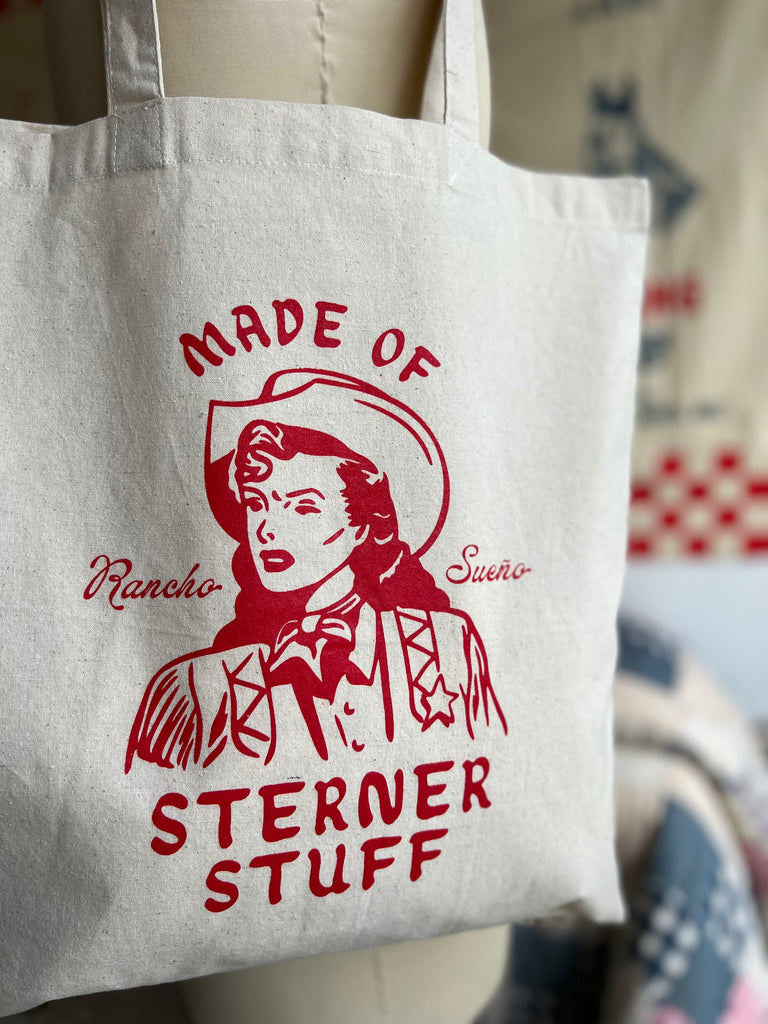 MADE OF
Rancho Sueño
STERNER
STUFF